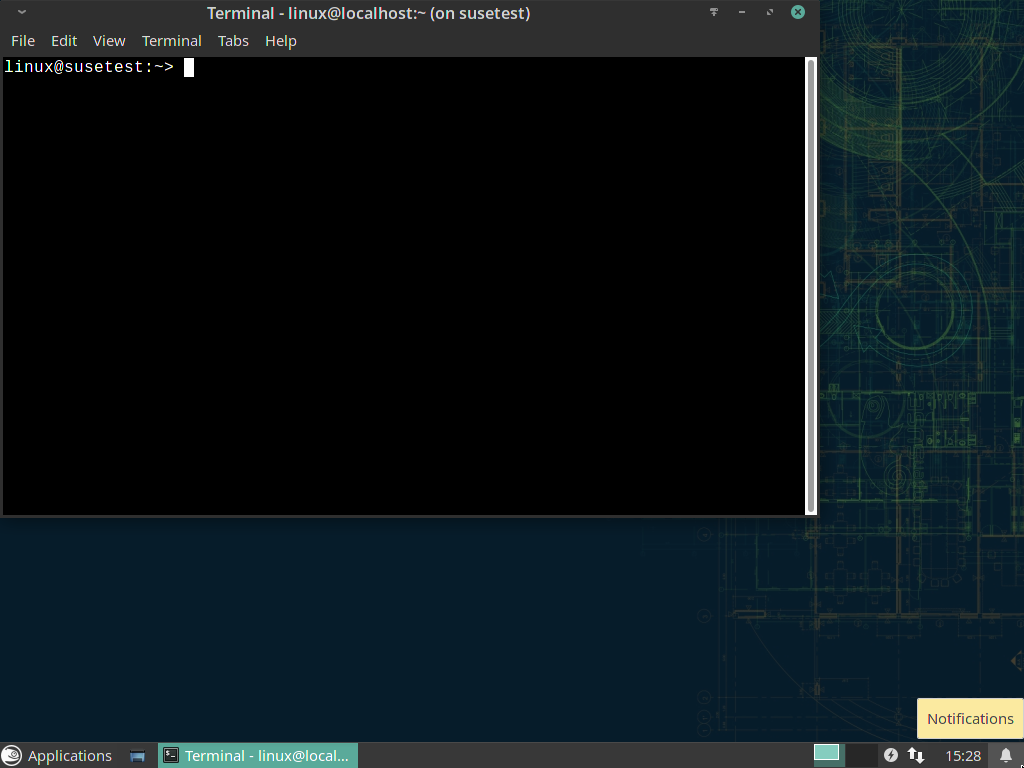 Terminal - linux@localhost:~ (on susetest)
File Edit View Terminal Tabs Help
linux@susetest:~>
Notifications
Applications Terminal - linux@local... 15:28